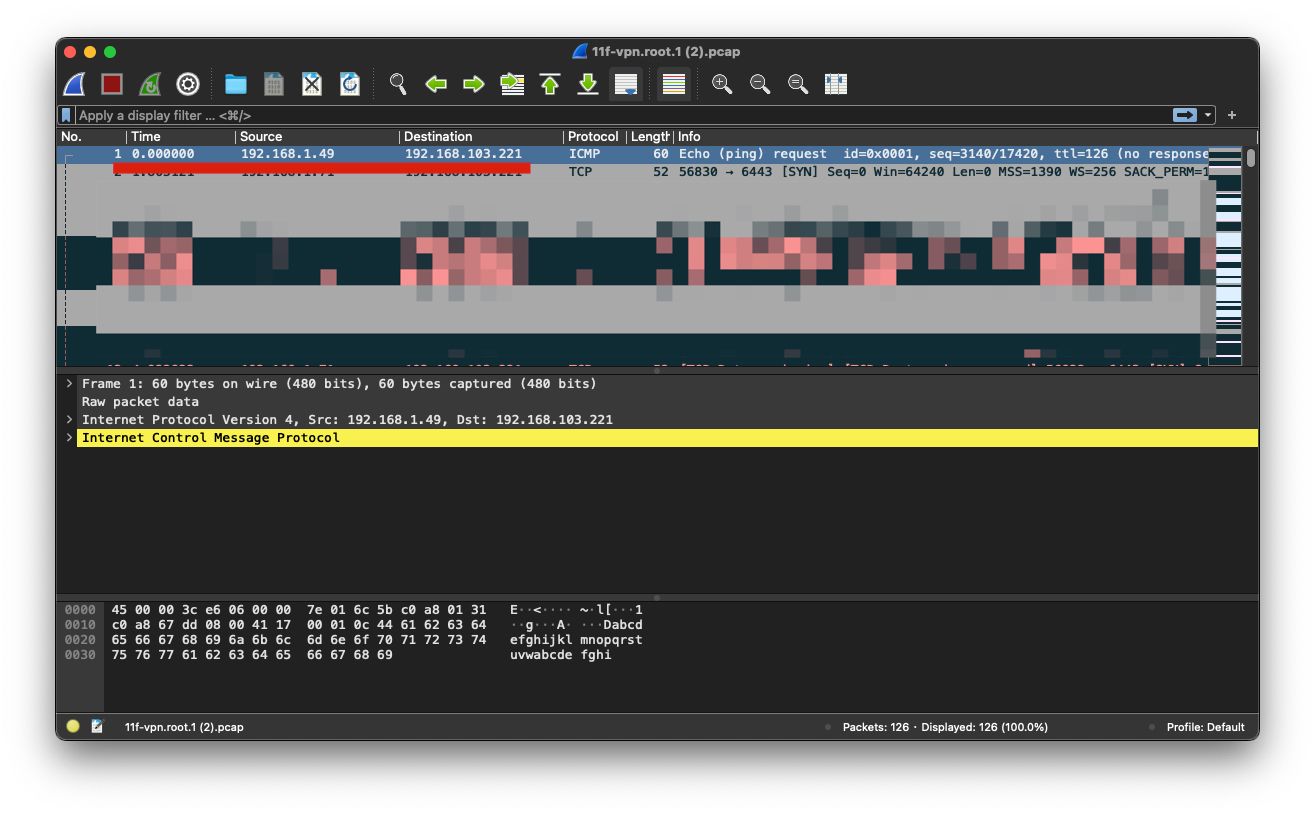 11f-vpn.root.1 (2).pcap
Apply a display filter ... <⌘/>
No. Time Source Destination Protocol Length Info
1 0.000000 192.168.1.49 192.168.103.221 ICMP 60 Echo (ping) request id=0x0001, seq=3140/17420, ttl=126 (no response
TCP 52 56830 → 6443 [SYN] Seq=0 Win=64240 Len=0 MSS=1390 WS=256 SACK_PERM=1
> Frame 1: 60 bytes on wire (480 bits), 60 bytes captured (480 bits)
Raw packet data
> Internet Protocol Version 4, Src: 192.168.1.49, Dst: 192.168.103.221
> Internet Control Message Protocol
0000 45 00 00 3c e6 06 00 00 7e 01 6c 5b c0 a8 01 31 E··<···· ~·l[···1
0010 c0 a8 67 dd 08 00 41 17 00 01 0c 44 61 62 63 64 ··g···A· ···Dabcd
0020 65 66 67 68 69 6a 6b 6c 6d 6e 6f 70 71 72 73 74 efghijkl mnopqrst
0030 75 76 77 61 62 63 64 65 66 67 68 69 uvwabcde fghi
11f-vpn.root.1 (2).pcap Packets: 126 · Displayed: 126 (100.0%) Profile: Default